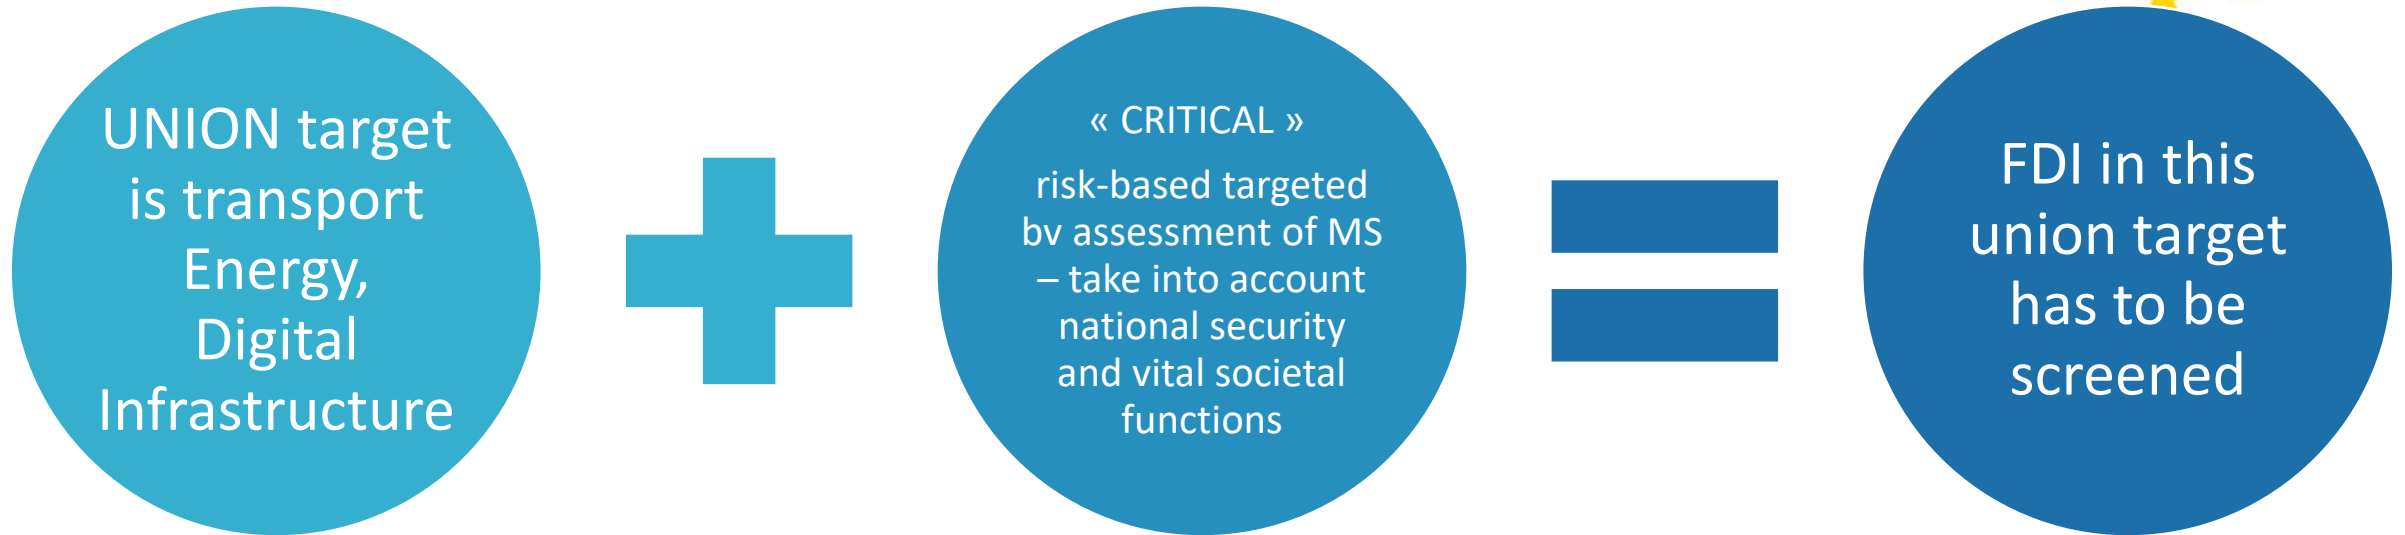 UNION target
is transport
Energy,
Digital
Infrastructure
« CRITICAL »
risk-based targeted
bv assessment of MS
– take into account
national security
and vital societal
functions
FDI in this
union target
has to be
screened